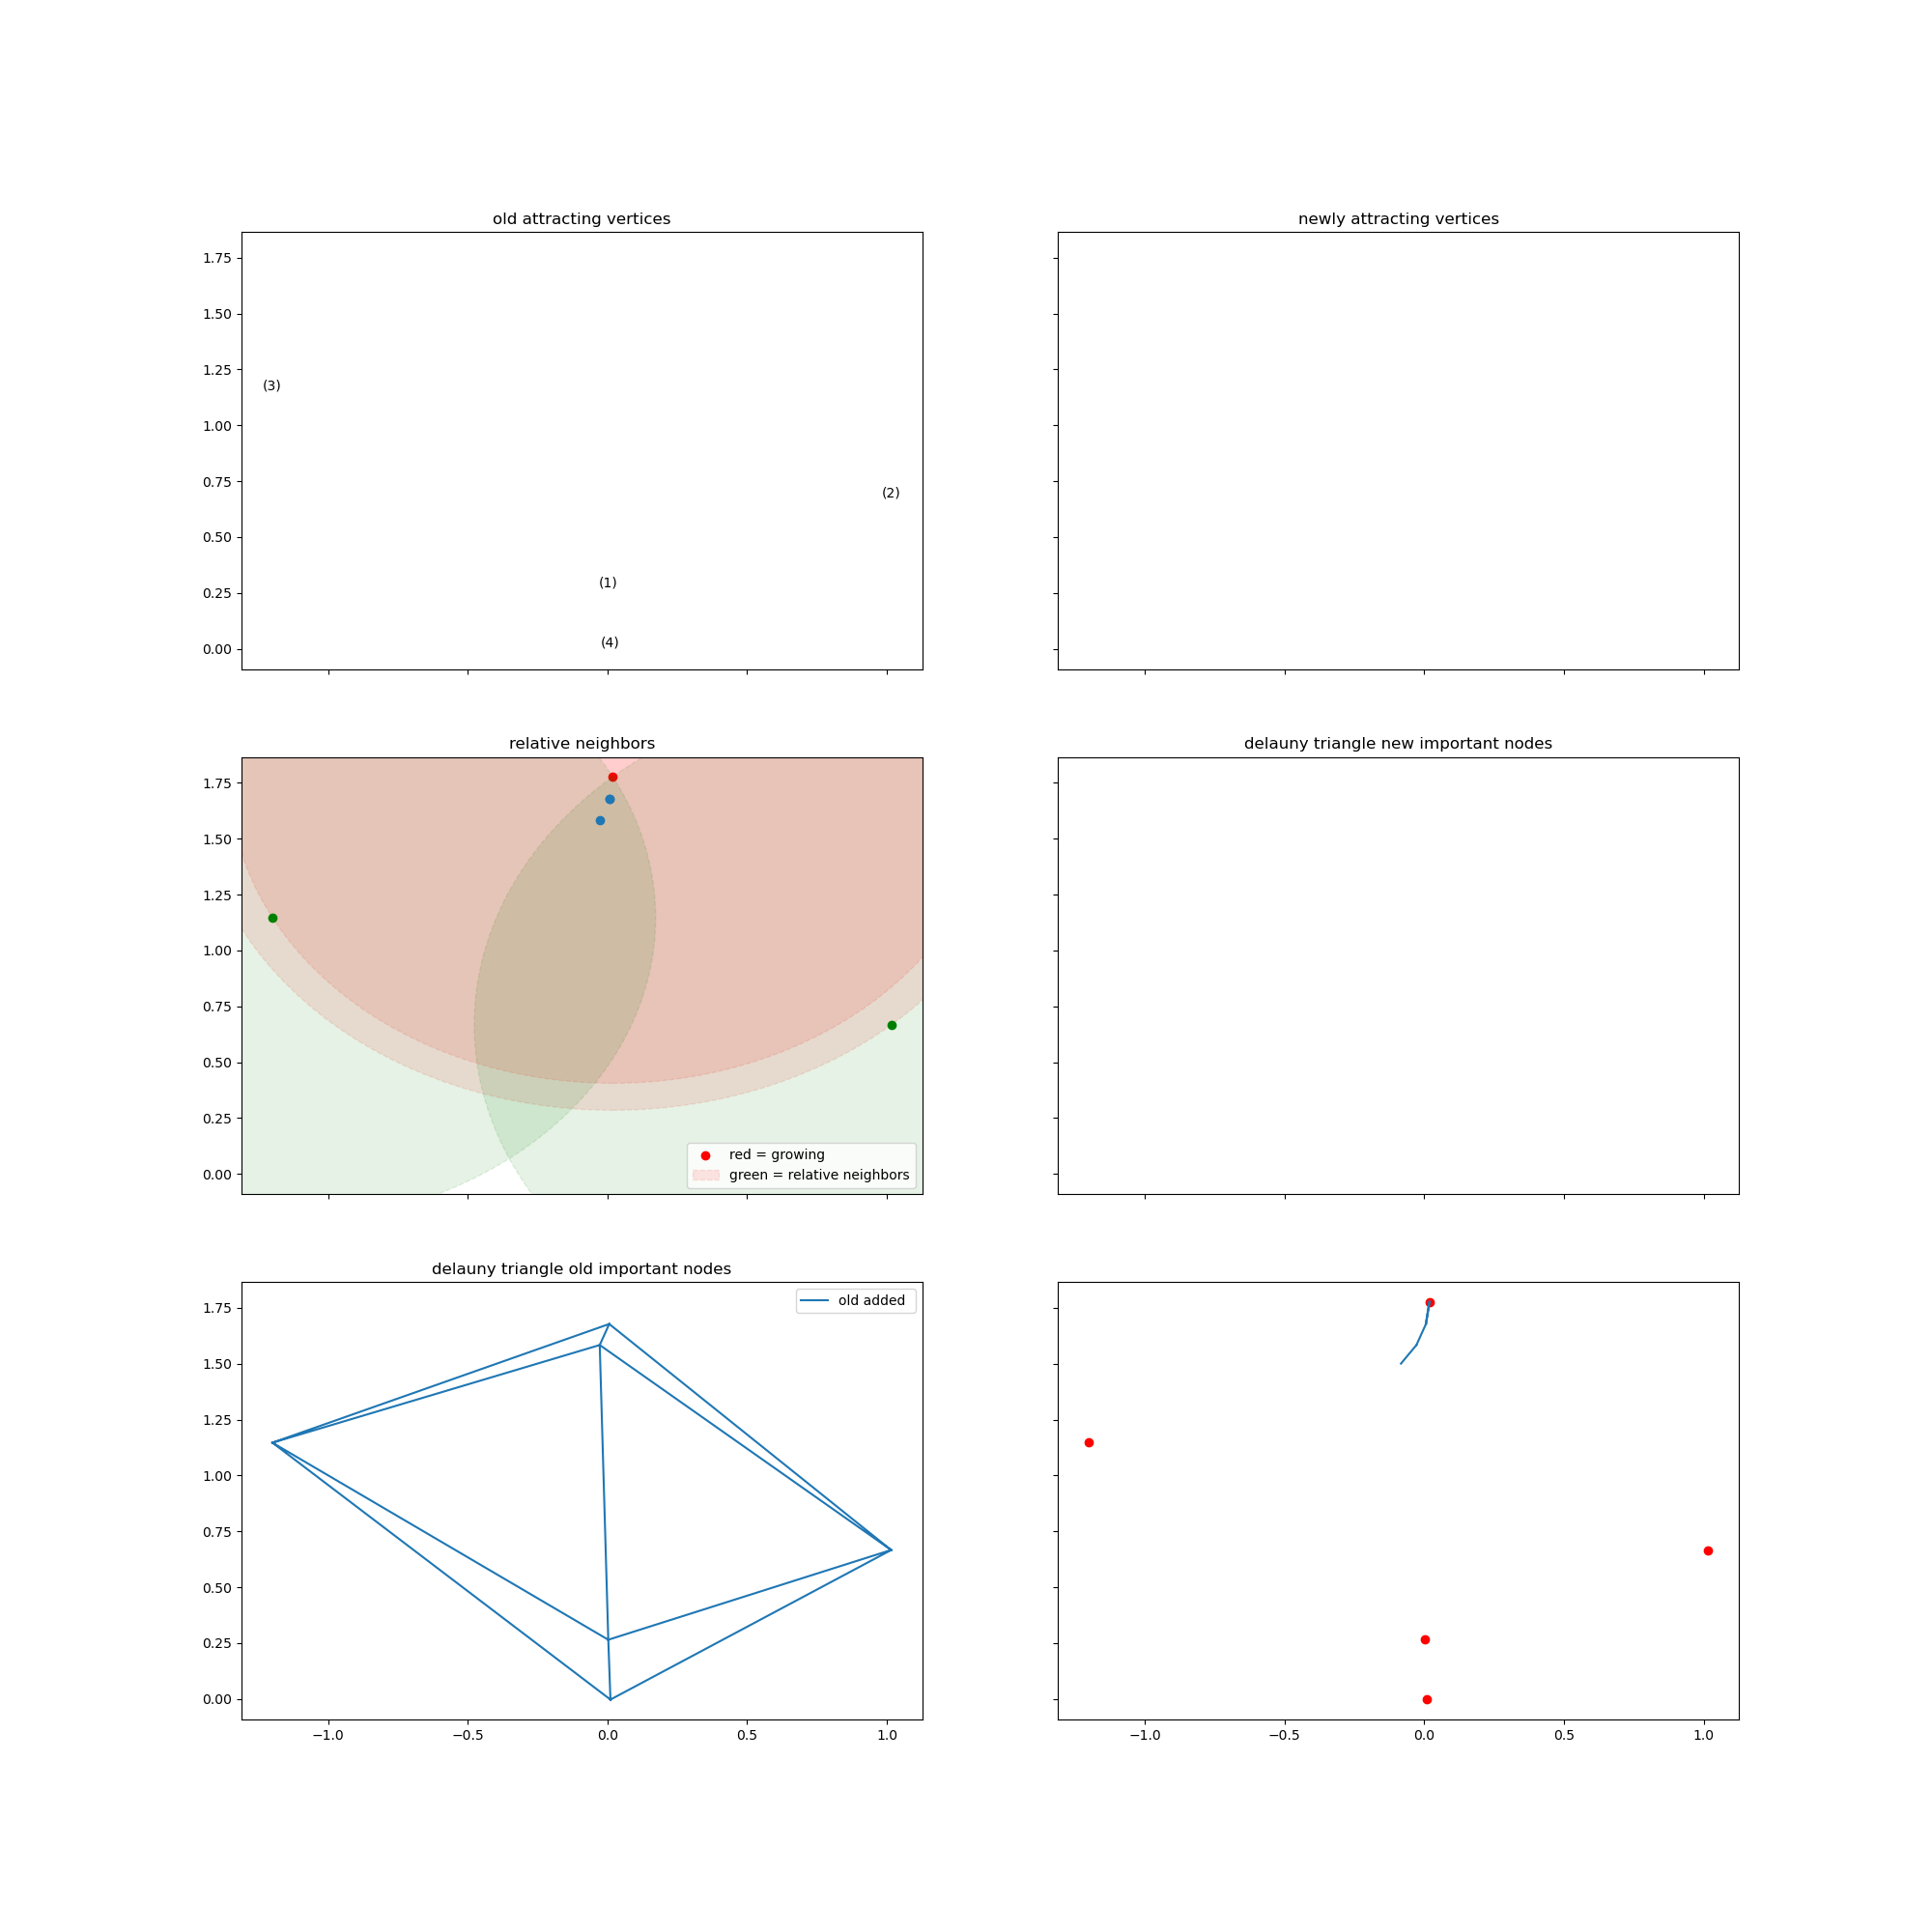 old attracting vertices
newly attracting vertices
1.75
1.50
1.25
1.00
0.75
0.50
0.25
0.00
(3)
(2)
(1)
(4)
relative neighbors
delauny triangle new important nodes
1.75
1.50
1.25
1.00
0.75
0.50
0.25
0.00
red = growing
green = relative neighbors
delauny triangle old important nodes
old added
1.75
1.50
1.25
1.00
0.75
0.50
0.25
0.00
−1.0 −0.5 0.0 0.5 1.0
−1.0 −0.5 0.0 0.5 1.0